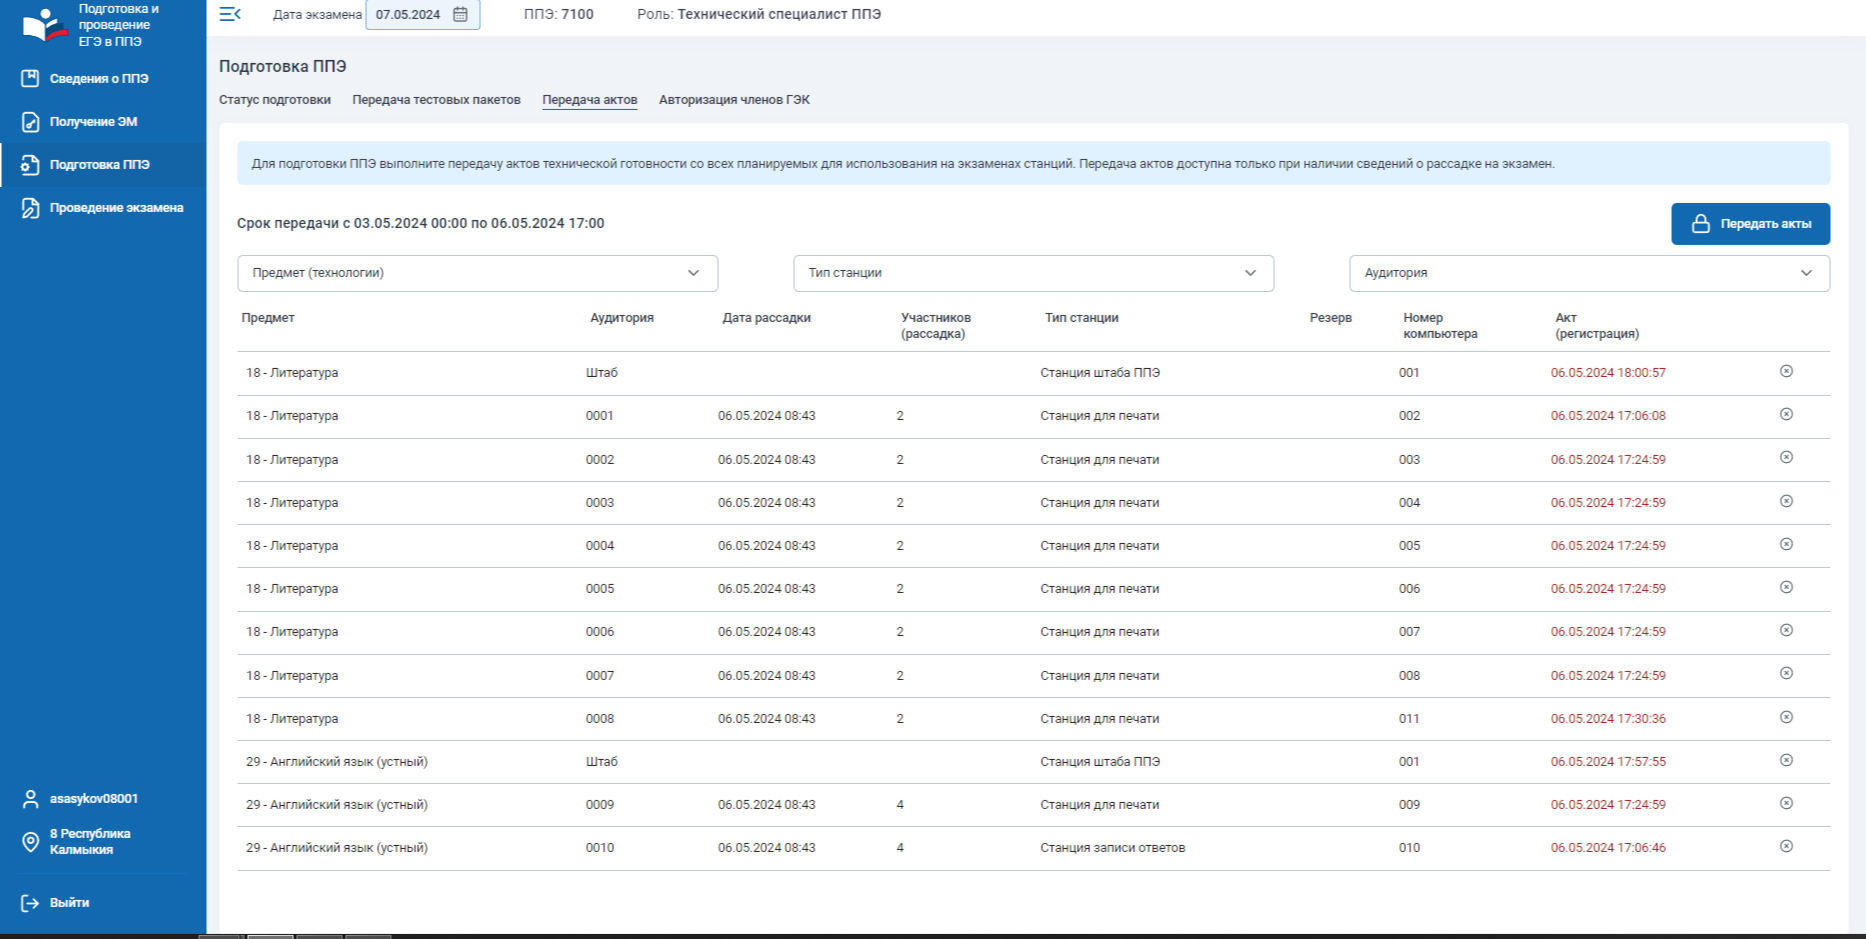 Подготовка и
проведение
ЕГЭ в ППЭ
Дата экзамена 07.05.2024 ППЭ: 7100 Роль: Технический специалист ППЭ
Сведения о ППЭ
Получение ЭМ
Подготовка ППЭ
Проведение экзамена
asasykov08001
8 Республика
Калмыкия
Выйти
Подготовка ППЭ
Статус подготовки Передача тестовых пакетов Передача актов Авторизация членов ГЭК
Для подготовки ППЭ выполните передачу актов технической готовности со всех планируемых для использования на экзаменах станций. Передача актов доступна только при наличии сведений о рассадке на экзамен.
Срок передачи с 03.05.2024 00:00 по 06.05.2024 17:00 Передать акты
Предмет (технологии) Тип станции Аудитория
Предмет Аудитория Дата рассадки Участников (рассадка) Тип станции Резерв Номер компьютера Акт (регистрация)
18 - Литература Штаб Станция штаба ППЭ 001 06.05.2024 18:00:57
18 - Литература 0001 06.05.2024 08:43 2 Станция для печати 002 06.05.2024 17:06:08
18 - Литература 0002 06.05.2024 08:43 2 Станция для печати 003 06.05.2024 17:24:59
18 - Литература 0003 06.05.2024 08:43 2 Станция для печати 004 06.05.2024 17:24:59
18 - Литература 0004 06.05.2024 08:43 2 Станция для печати 005 06.05.2024 17:24:59
18 - Литература 0005 06.05.2024 08:43 2 Станция для печати 006 06.05.2024 17:24:59
18 - Литература 0006 06.05.2024 08:43 2 Станция для печати 007 06.05.2024 17:24:59
18 - Литература 0007 06.05.2024 08:43 2 Станция для печати 008 06.05.2024 17:24:59
18 - Литература 0008 06.05.2024 08:43 2 Станция для печати 011 06.05.2024 17:30:36
29 - Английский язык (устный) Штаб Станция штаба ППЭ 001 06.05.2024 17:57:55
29 - Английский язык (устный) 0009 06.05.2024 08:43 4 Станция для печати 009 06.05.2024 17:24:59
29 - Английский язык (устный) 0010 06.05.2024 08:43 4 Станция записи ответов 010 06.05.2024 17:06:46